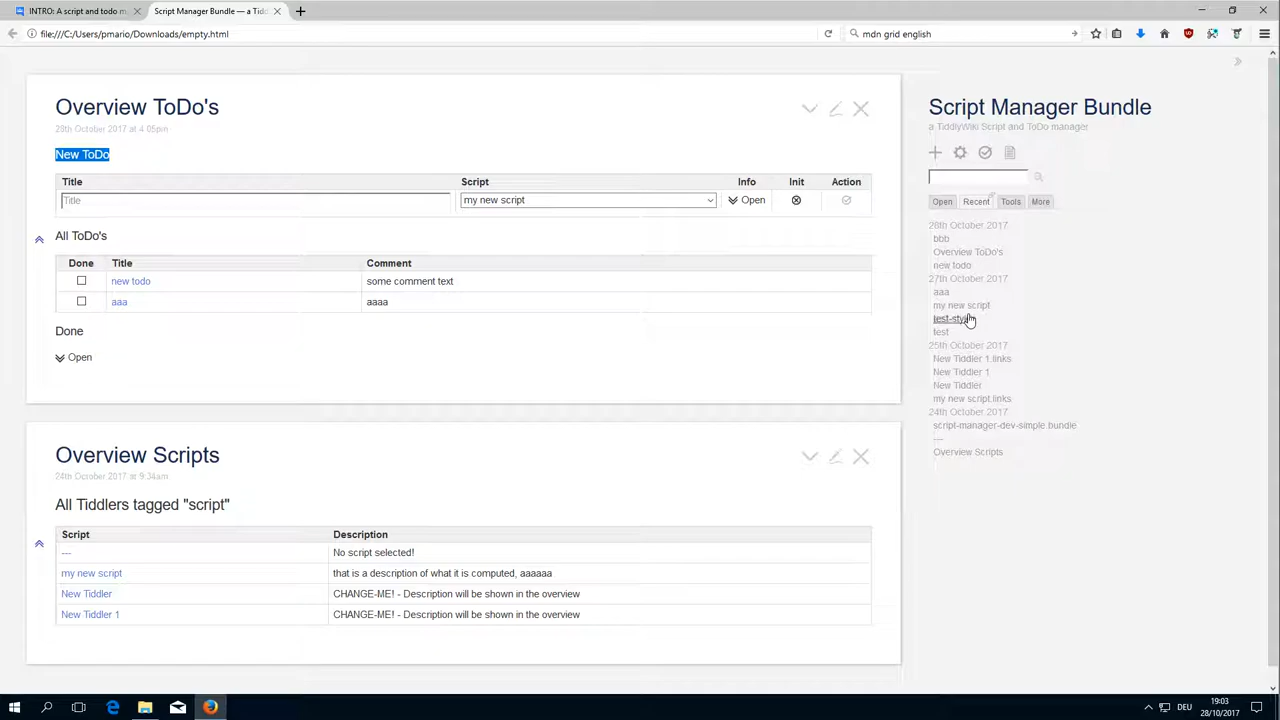 INTRO: A script and todo m
Script Manager Bundle — a Tiddl
file:///C:/Users/pmario/Downloads/empty.html
mdn grid english
Overview ToDo's
28th October 2017 at 4:05pm
New ToDo
Title Script Info Init Action
Title my new script Open
All ToDo's
Done Title Comment
new todo some comment text
aaa aaaa
Done
Open
Overview Scripts
24th October 2017 at 9:34am
All Tiddlers tagged "script"
Script Description
--- No script selected!
my new script that is a description of what it is computed, aaaaaa
New Tiddler CHANGE-ME! - Description will be shown in the overview
New Tiddler 1 CHANGE-ME! - Description will be shown in the overview
Script Manager Bundle
a TiddlyWiki Script and ToDo manager
Open Recent Tools More
28th October 2017
bbb
Overview ToDo's
new todo
27th October 2017
aaa
my new script
test-style
test
25th October 2017
New Tiddler 1.links
New Tiddler 1
New Tiddler
my new script.links
24th October 2017
script-manager-dev-simple.bundle
---
Overview Scripts
DEU
19:03
28/10/2017